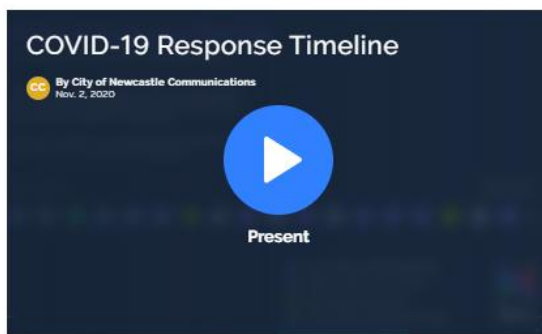 COVID-19 Response Timeline
CC
By City of Newcastle Communications
Nov. 2, 2020
Present